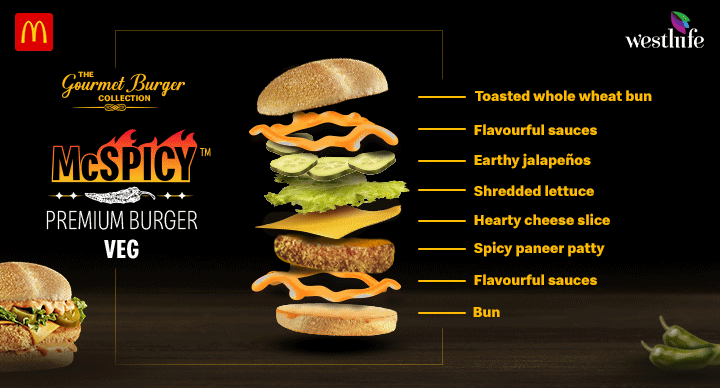 westlife
THE
Gourmet Burger
COLLECTION
McSPICY™
PREMIUM BURGER
VEG
Toasted whole wheat bun
Flavourful sauces
Earthy jalapeños
Shredded lettuce
Hearty cheese slice
Spicy paneer patty
Flavourful sauces
Bun